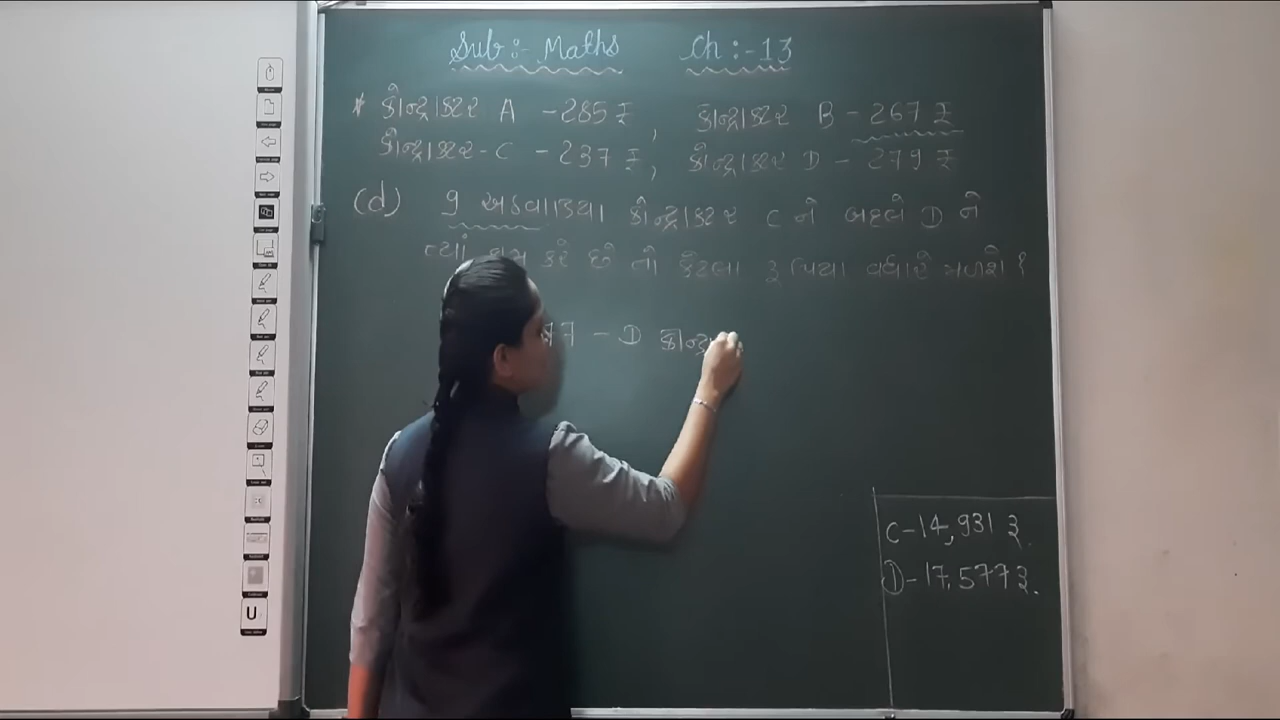 Sub:- Maths Ch:-13
* કોન્ટ્રાક્ટર A - 285 ₹, કોન્ટ્રાક્ટર B - 267 ₹
કોન્ટ્રાક્ટર - C - 237 ₹, કોન્ટ્રાક્ટર D - 279 ₹
(d) 9 અઠવાડિયા કોન્ટ્રાક્ટર C ને બદલે D ને
ત્યાં કામ કરે છે તો કેટલા રૂપિયા વધારે મળશે ?
77 - D કોન્ટ્ર
C-14,931 રૂ.
D-17,577 રૂ.
U